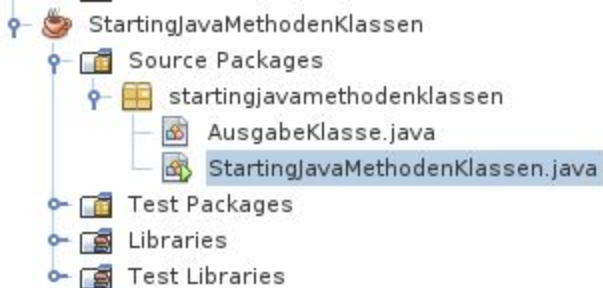 StartingJavaMethodenKlassen
Source Packages
startingjavamethodenklassen
AusgabeKlasse.java
StartingJavaMethodenKlassen.java
Test Packages
Libraries
Test Libraries